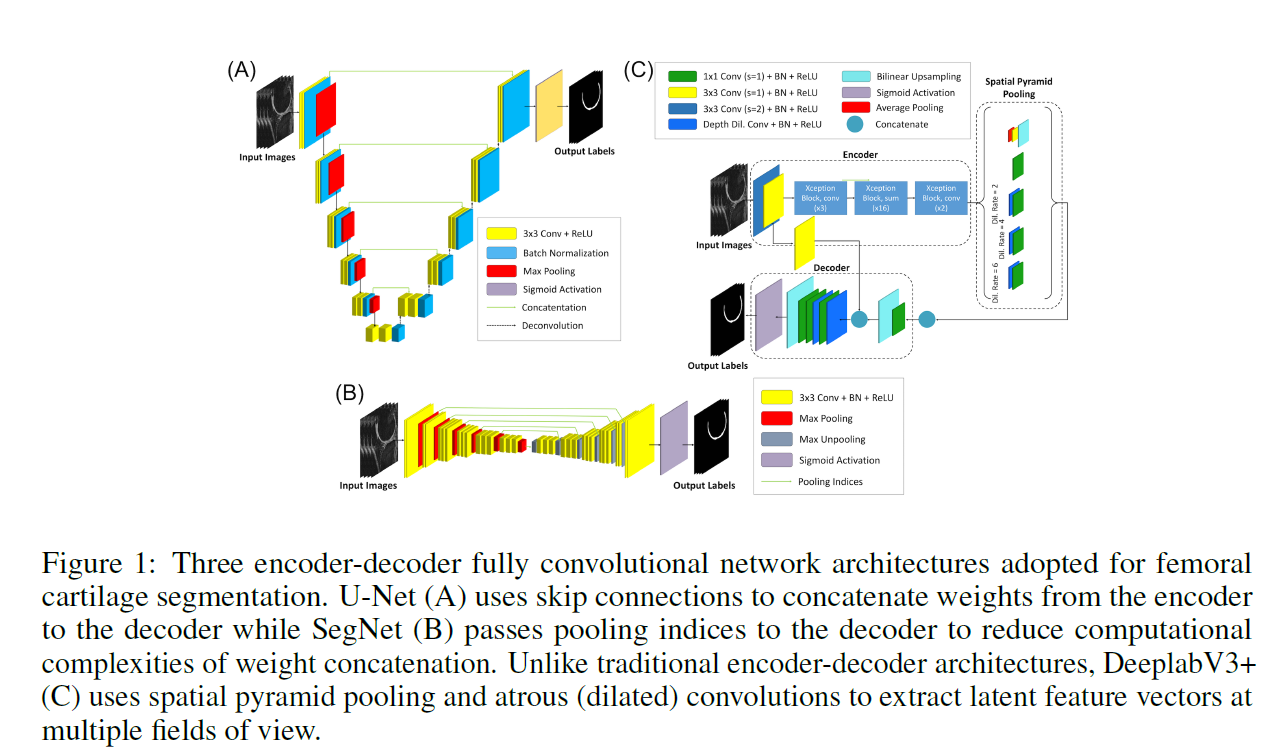 (A)
Input Images
Output Labels
3x3 Conv + ReLU
Batch Normalization
Max Pooling
Sigmoid Activation
Concatentation
Deconvolution
(C)
1x1 Conv (s=1) + BN + ReLU
3x3 Conv (s=1) + BN + ReLU
3x3 Conv (s=2) + BN + ReLU
Depth Dil. Conv + BN + ReLU
Bilinear Upsampling
Sigmoid Activation
Average Pooling
Concatenate
Spatial Pyramid
Pooling
Encoder
Input Images
Xception
Block, conv
(x3)
Xception
Block, sum
(x16)
Xception
Block, conv
(x2)
Dil. Rate = 2
Dil. Rate = 4
Dil. Rate = 6
Decoder
Output Labels
(B)
Input Images
Output Labels
3x3 Conv + BN + ReLU
Max Pooling
Max Unpooling
Sigmoid Activation
Pooling Indices
Figure 1: Three encoder-decoder fully convolutional network architectures adopted for femoral
cartilage segmentation. U-Net (A) uses skip connections to concatenate weights from the encoder
to the decoder while SegNet (B) passes pooling indices to the decoder to reduce computational
complexities of weight concatenation. Unlike traditional encoder-decoder architectures, DeeplabV3+
(C) uses spatial pyramid pooling and atrous (dilated) convolutions to extract latent feature vectors at
multiple fields of view.